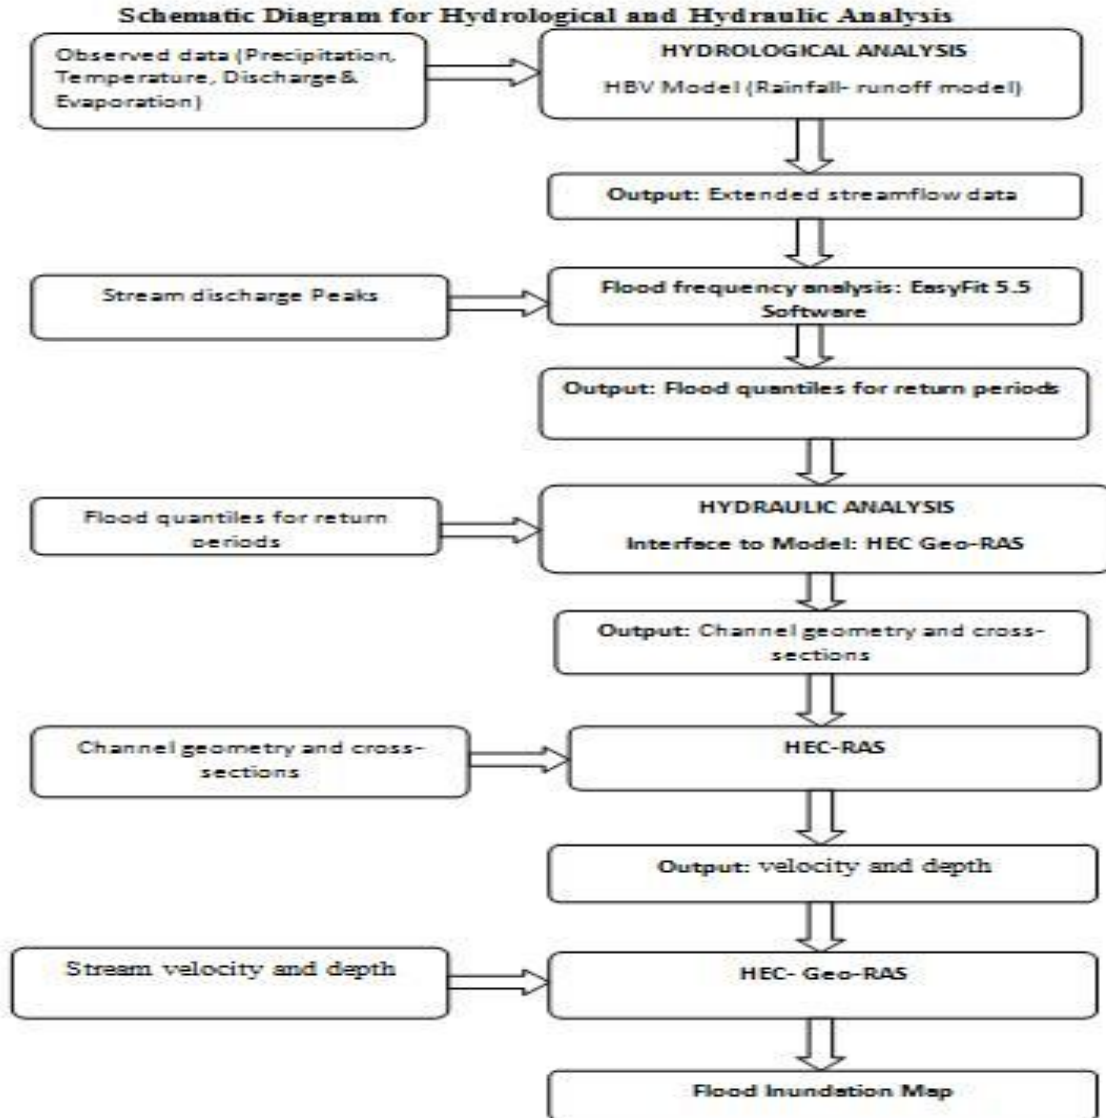 Schematic Diagram for Hydrological and Hydraulic Analysis
Observed data (Precipitation,
Temperature, Discharge&
Evaporation)
HYDROLOGICAL ANALYSIS
HBV Model (Rainfall- runoff model)
Output: Extended streamflow data
Stream discharge Peaks
Flood frequency analysis: EasyFit 5.5
Software
Output: Flood quantiles for return periods
Flood quantiles for return
periods
HYDRAULIC ANALYSIS
Interface to Model: HEC Geo-RAS
Output: Channel geometry and cross-
sections
Channel geometry and cross-
sections
HEC-RAS
Output: velocity and depth
Stream velocity and depth
HEC- Geo-RAS
Flood Inundation Map